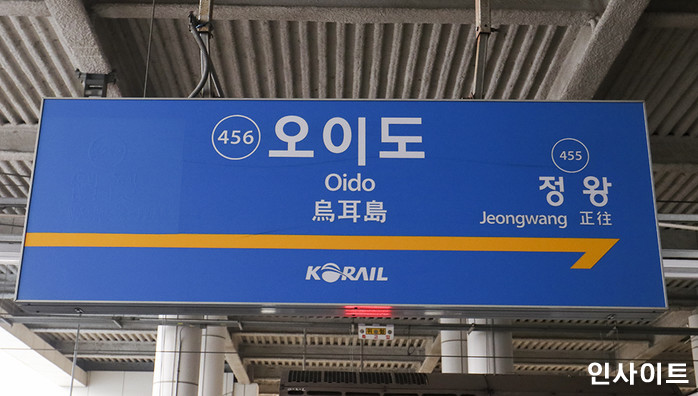 456 오이도
Oido
烏耳島
455
정왕
Jeongwang 正往
KORAIL
인사이트